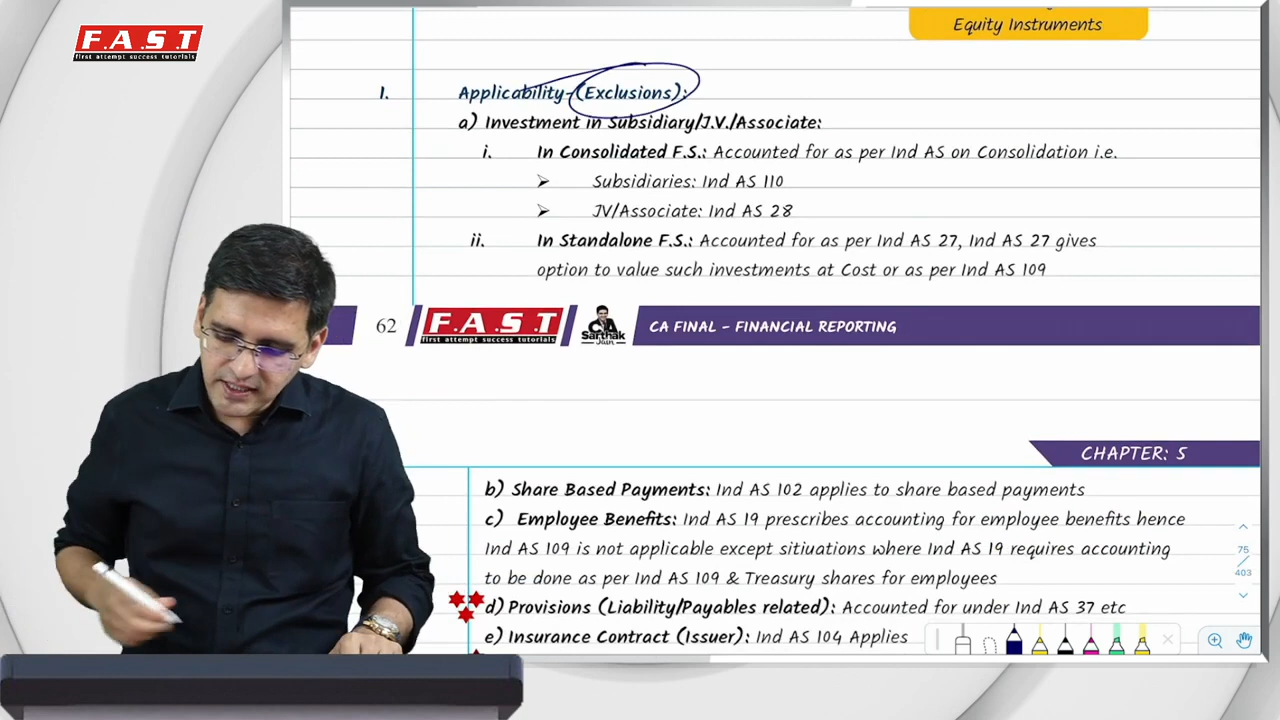 F.A.S.T
first attempt success tutorials
Equity Instruments
1. Applicability-(Exclusions):
a) Investment in Subsidiary/J.V./Associate:
i. In Consolidated F.S.: Accounted for as per Ind AS on Consolidation i.e.
➢ Subsidiaries: Ind AS 110
➢ JV/Associate: Ind AS 28
ii. In Standalone F.S.: Accounted for as per Ind AS 27, Ind AS 27 gives
option to value such investments at Cost or as per Ind AS 109
62 F.A.S.T CA Sarthak Jain CA FINAL - FINANCIAL REPORTING
first attempt success tutorials
CHAPTER: 5
b) Share Based Payments: Ind AS 102 applies to share based payments
c) Employee Benefits: Ind AS 19 prescribes accounting for employee benefits hence
Ind AS 109 is not applicable except sitiuations where Ind AS 19 requires accounting
to be done as per Ind AS 109 & Treasury shares for employees
d) Provisions (Liability/Payables related): Accounted for under Ind AS 37 etc
e) Insurance Contract (Issuer): Ind AS 104 Applies
75
/
403